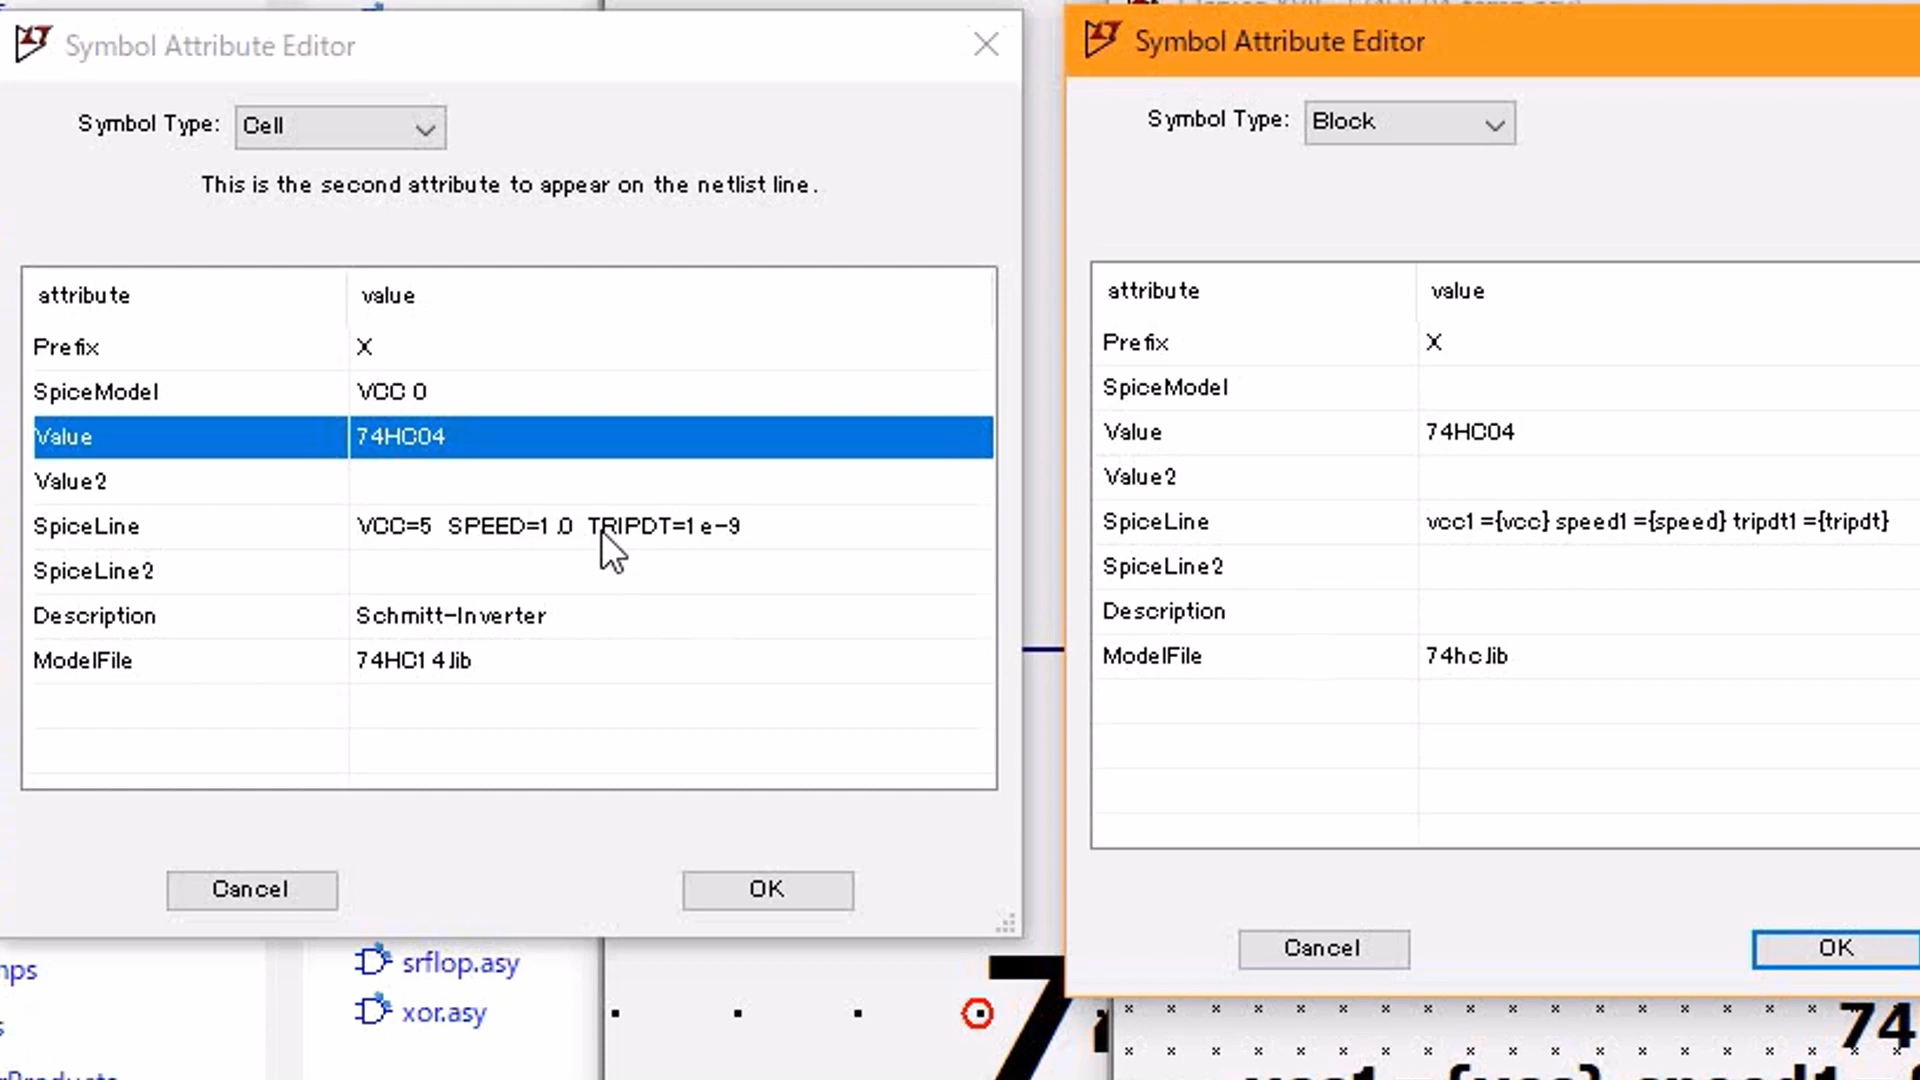 Symbol Attribute Editor
Symbol Type: Cell
This is the second attribute to appear on the netlist line.
attribute value
Prefix X
SpiceModel VCC 0
Value 74HC04
Value2
SpiceLine VCC=5 SPEED=1.0 TRIPDT=1e-9
SpiceLine2
Description Schmitt-Inverter
ModelFile 74HC14.lib
Cancel OK
srflop.asy
xor.asy
Symbol Attribute Editor
Symbol Type: Block
attribute value
Prefix X
SpiceModel
Value 74HC04
Value2
SpiceLine vcc1={vcc} speed1={speed} tripdt1={tripdt}
SpiceLine2
Description
ModelFile 74hc.lib
Cancel OK
74